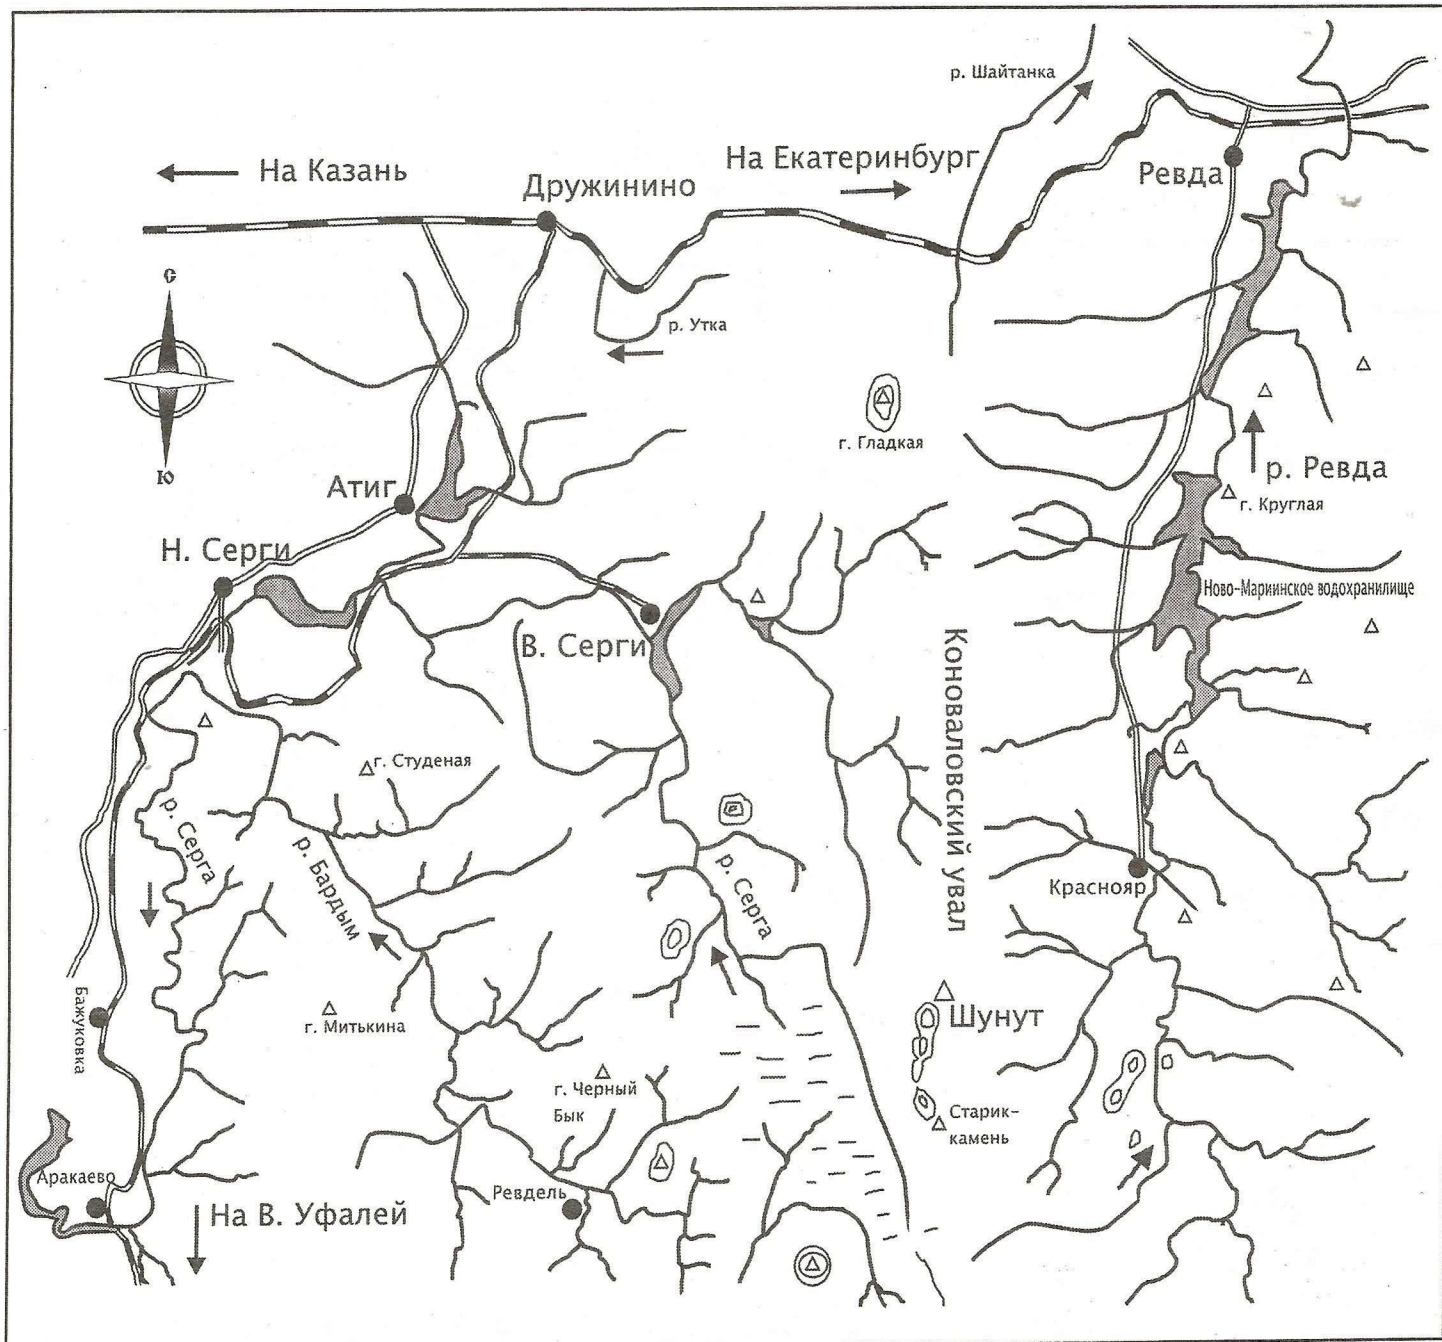 р. Шайтанка
На Казань
На Екатеринбург
Дружинино
Ревда
С
Ю
р. Утка
г. Гладкая
р. Ревда
г. Круглая
Атиг
Н. Серги
В. Серги
Ново-Мариинское водохранилище
Коноваловский увал
г. Студеная
р. Серга
р. Бардым
р. Серга
Краснояр
Бажуковка
г. Митькина
Шунут
г. Черный
Бык
Старик-
камень
Аракаево
Ревдель
На В. Уфалей